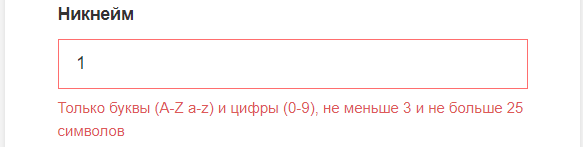 Никнейм
1
Только буквы (A-Z a-z) и цифры (0-9), не меньше 3 и не больше 25
символов